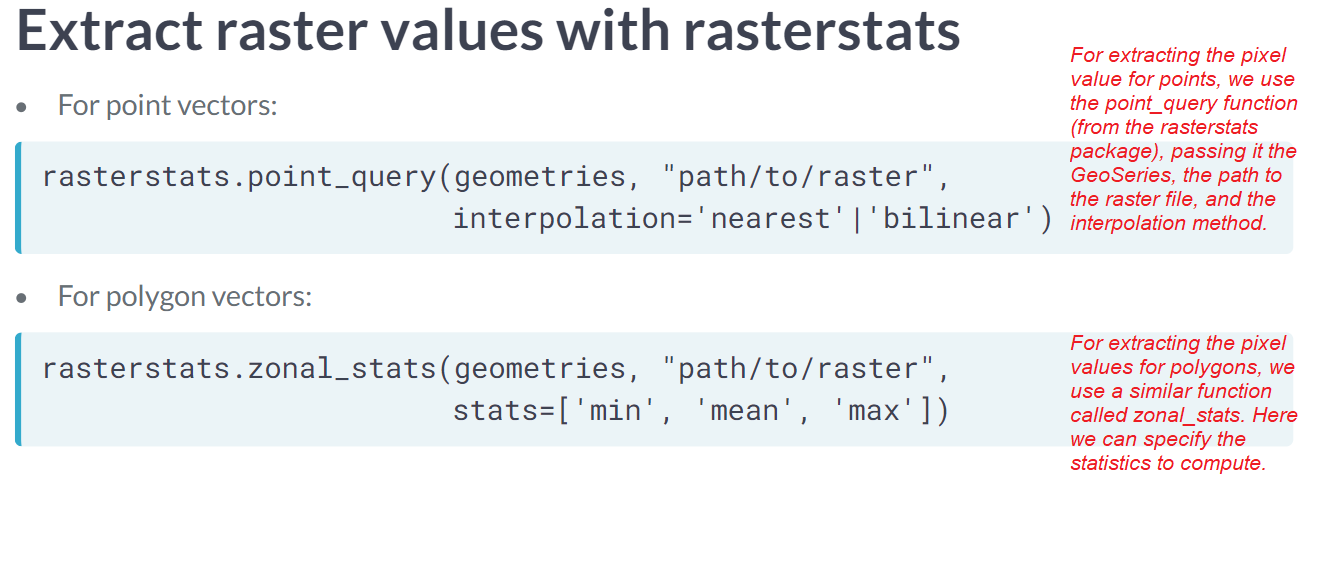 Extract raster values with rasterstats
For extracting the pixel
value for points, we use
the point_query function
(from the rasterstats
package), passing it the
GeoSeries, the path to
the raster file, and the
interpolation method.
• For point vectors:
rasterstats.point_query(geometries, "path/to/raster",
interpolation='nearest'|'bilinear')
• For polygon vectors:
rasterstats.zonal_stats(geometries, "path/to/raster",
stats=['min', 'mean', 'max'])
For extracting the pixel
values for polygons, we
use a similar function
called zonal_stats. Here
we can specify the
statistics to compute.